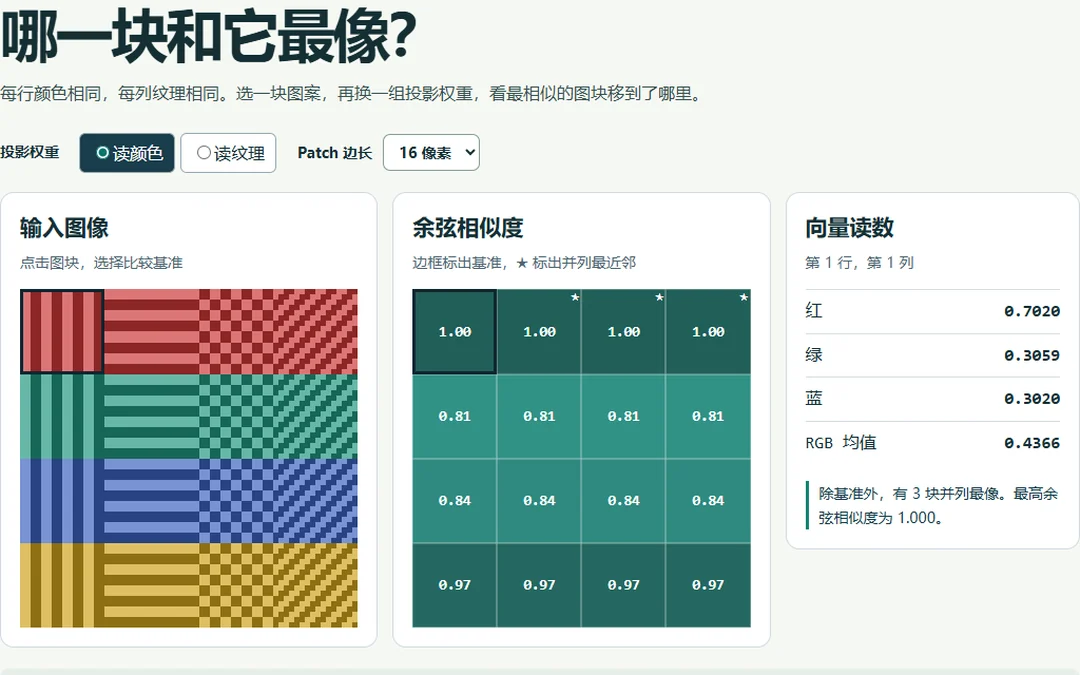 哪一块和它最像？
每行颜色相同，每列纹理相同。选一块图案，再换一组投影权重，看最相似的图块移到了哪里。
投影权重 读颜色 读纹理 Patch 边长 16 像素
输入图像
点击图块，选择比较基准
余弦相似度
边框标出基准，★ 标出并列最近邻
★ ★ ★
1.00 1.00 1.00 1.00
0.81 0.81 0.81 0.81
0.84 0.84 0.84 0.84
0.97 0.97 0.97 0.97
向量读数
第 1 行，第 1 列
红 0.7020
绿 0.3059
蓝 0.3020
RGB 均值 0.4366
除基准外，有 3 块并列最像。最高余
弦相似度为 1.000。